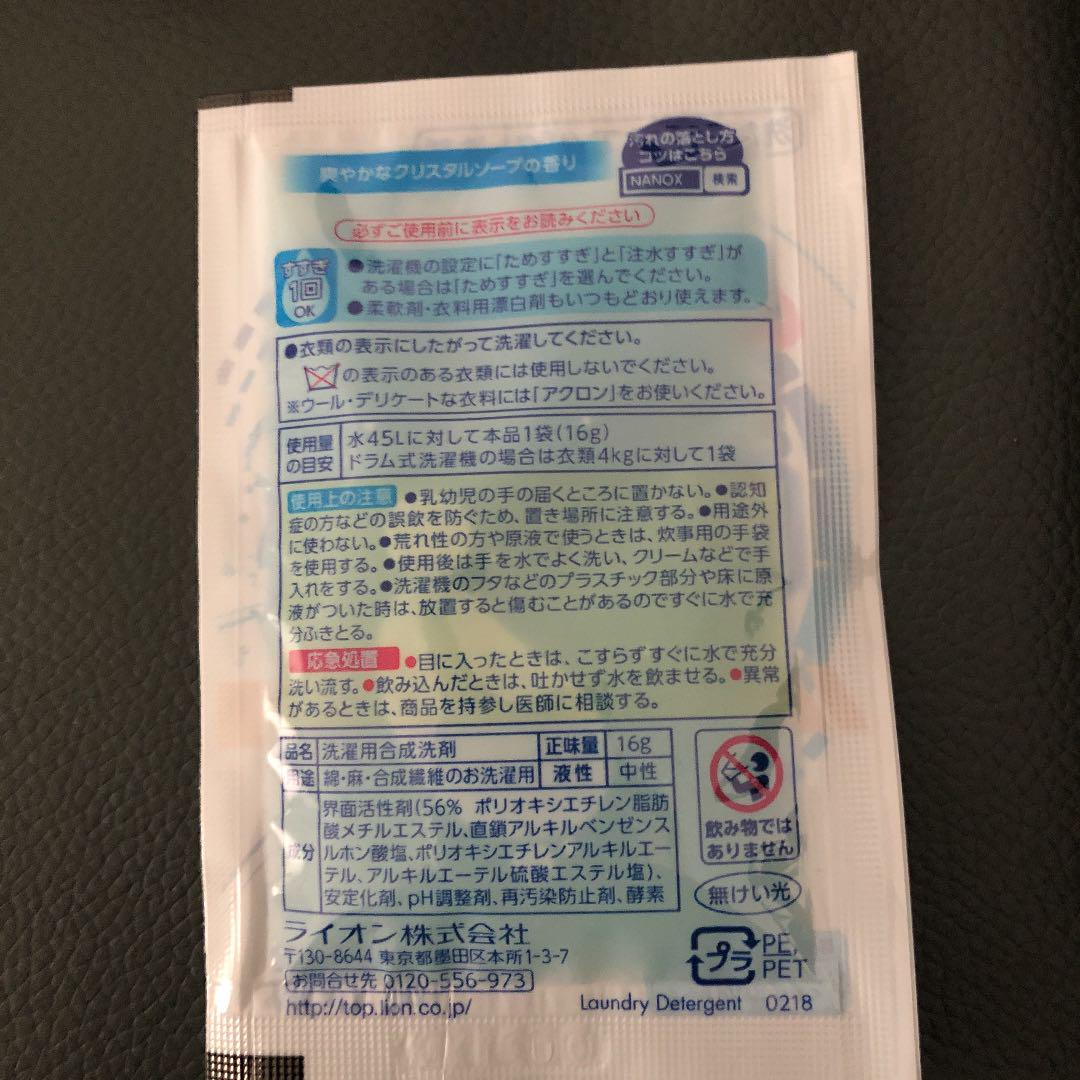 爽やかなクリスタルソープの香り
汚れの落とし方
コツはこちら
NANOX 検索
必ずご使用前に表示をお読みください
すすぎ
1回
OK
●洗濯機の設定に「ためすすぎ」と「注水すすぎ」が
ある場合は「ためすすぎ」を選んでください。
●柔軟剤・衣料用漂白剤もいつもどおり使えます。
●衣類の表示にしたがって洗濯してください。
の表示のある衣類には使用しないでください。
※ウール・デリケートな衣料には「アクロン」をお使いください。
使用量
の目安
水45Lに対して本品1袋(16g)
ドラム式洗濯機の場合は衣類4kgに対して1袋
使用上の注意 ●乳幼児の手の届くところに置かない。●認知
症の方などの誤飲を防ぐため、置き場所に注意する。●用途外
に使わない。●荒れ性の方や原液で使うときは、炊事用の手袋
を使用する。●使用後は手を水でよく洗い、クリームなどで手
入れをする。●洗濯機のフタなどのプラスチック部分や床に原
液がついた時は、放置すると傷むことがあるのですぐに水で充
分ふきとる。
応急処置 ●目に入ったときは、こすらずすぐに水で充分
洗い流す。●飲み込んだときは、吐かせず水を飲ませる。●異常
があるときは、商品を持参し医師に相談する。
品名 洗濯用合成洗剤 正味量 16g
用途 綿・麻・合成繊維のお洗濯用 液性 中性
成分
界面活性剤(56% ポリオキシエチレン脂肪
酸メチルエステル、直鎖アルキルベンゼンス
ルホン酸塩、ポリオキシエチレンアルキルエー
テル、アルキルエーテル硫酸エステル塩)、
安定化剤、pH調整剤、再汚染防止剤、酵素
飲み物では
ありません
無けい光
ライオン株式会社
〒130-8644 東京都墨田区本所1-3-7
お問合せ先 0120-556-973
http://top.lion.co.jp/
プラ
PE,
PET
Laundry Detergent 0218